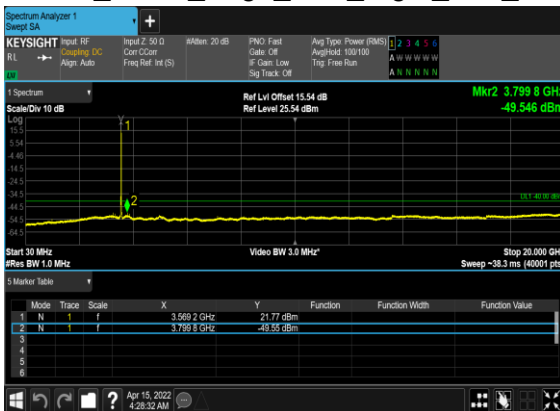 Spectrum Analyzer 1
Swept SA
+
KEYSIGHT Input: RF Input Z: 50 Ω #Atten: 20 dB PNO: Fast Avg Type: Power (RMS) 1 2 3 4 5 6
RL Coupling: DC Corr CCorr Gate: Off Avg|Hold: 100/100 A W W W W W
Align: Auto Freq Ref: Int (S) IF Gain: Low Trig: Free Run
Sig Track: Off A N N N N N
1 Spectrum
Ref Lvl Offset 15.54 dB Mkr2 3.799 8 GHz
Scale/Div 10 dB Ref Level 25.54 dBm -49.546 dBm
Log
15.5
5.54
-4.46
-14.5
-24.5
-34.5
-44.5
-54.5
-64.5
1
2
DL1 -40.00 dBm
Start 30 MHz Video BW 3.0 MHz* Stop 20.000 GHz
#Res BW 1.0 MHz Sweep ~38.3 ms (40001 pts)
5 Marker Table
Mode Trace Scale X Y Function Function Width Function Value
1 N 1 f 3.569 2 GHz 21.77 dBm
2 N 1 f 3.799 8 GHz -49.55 dBm
3
4
5
6
? Apr 15, 2022
4:28:32 AM